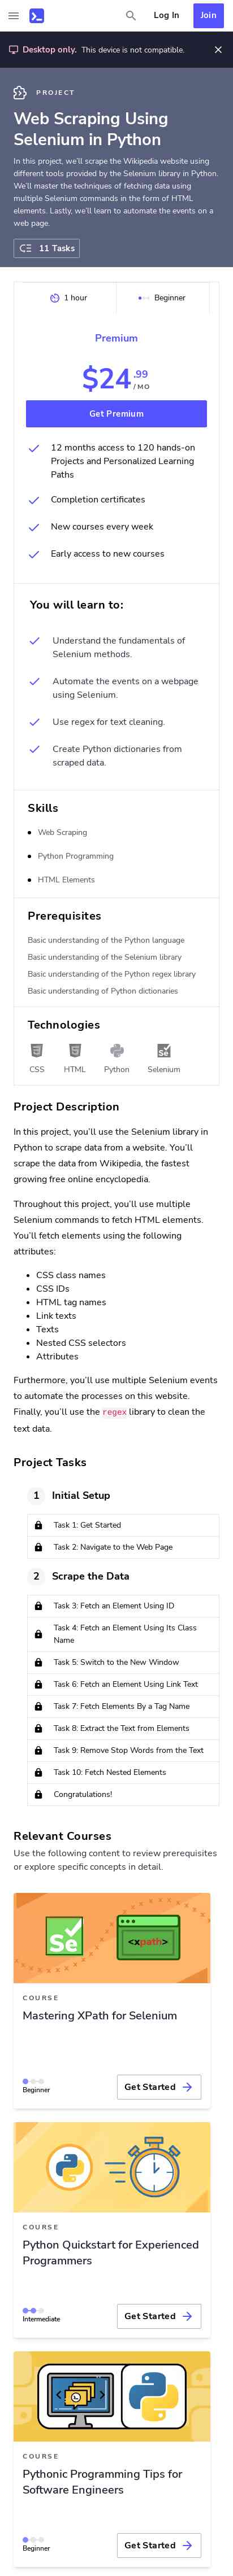 Log In
Join
Desktop only. This device is not compatible.
PROJECT
Web Scraping Using
Selenium in Python
In this project, we'll scrape the Wikipedia website using
different tools provided by the Selenium library in Python.
We'll master the techniques of fetching data using
multiple Selenium commands in the form of HTML
elements. Lastly, we'll learn to automate the events on a
web page.
11 Tasks
1 hour
Beginner
Premium
$24 .99 /MO
Get Premium
12 months access to 120 hands-on
Projects and Personalized Learning
Paths
Completion certificates
New courses every week
Early access to new courses
You will learn to:
Understand the fundamentals of
Selenium methods.
Automate the events on a webpage
using Selenium.
Use regex for text cleaning.
Create Python dictionaries from
scraped data.
Skills
Web Scraping
Python Programming
HTML Elements
Prerequisites
Basic understanding of the Python language
Basic understanding of the Selenium library
Basic understanding of the Python regex library
Basic understanding of Python dictionaries
Technologies
CSS
HTML
Python
Selenium
Project Description
In this project, you'll use the Selenium library in
Python to scrape data from a website. You'll
scrape the data from Wikipedia, the fastest
growing free online encyclopedia.
Throughout this project, you'll use multiple
Selenium commands to fetch HTML elements.
You'll fetch elements using the following
attributes:
• CSS class names
• CSS IDs
• HTML tag names
• Link texts
• Texts
• Nested CSS selectors
• Attributes
Furthermore, you'll use multiple Selenium events
to automate the processes on this website.
Finally, you'll use the regex library to clean the
text data.
Project Tasks
1 Initial Setup
Task 1: Get Started
Task 2: Navigate to the Web Page
2 Scrape the Data
Task 3: Fetch an Element Using ID
Task 4: Fetch an Element Using Its Class
Name
Task 5: Switch to the New Window
Task 6: Fetch an Element Using Link Text
Task 7: Fetch Elements By a Tag Name
Task 8: Extract the Text from Elements
Task 9: Remove Stop Words from the Text
Task 10: Fetch Nested Elements
Congratulations!
Relevant Courses
Use the following content to review prerequisites
or explore specific concepts in detail.
Se
<xpath>
COURSE
Mastering XPath for Selenium
Beginner
Get Started
COURSE
Python Quickstart for Experienced
Programmers
Intermediate
Get Started
COURSE
Pythonic Programming Tips for
Software Engineers
Beginner
Get Started